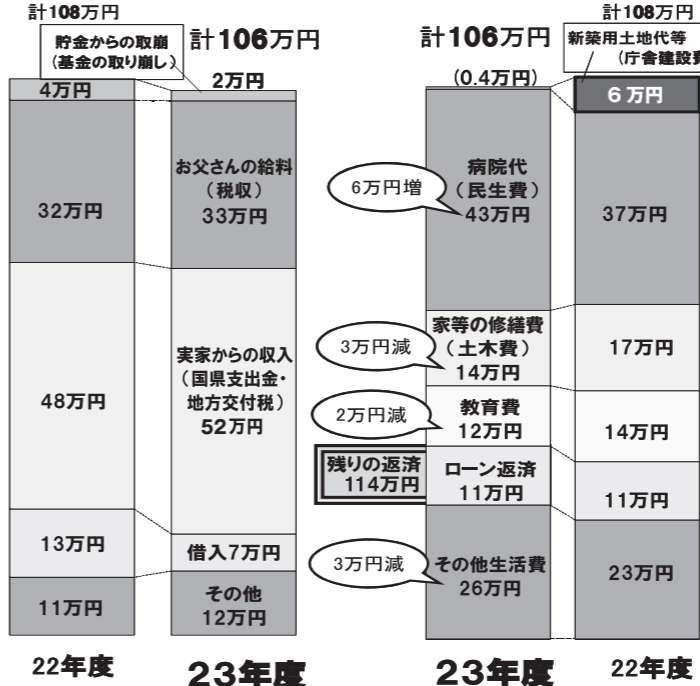 計108万円
貯金からの取崩
(基金の取り崩し)
4万円
32万円
48万円
13万円
11万円
22年度
計106万円
2万円
お父さんの給料
(税収)
33万円
実家からの収入
(国県支出金・
地方交付税)
52万円
借入7万円
その他
12万円
23年度
計106万円
(0.4万円)
6万円増
病院代
(民生費)
43万円
3万円減
家等の修繕費
(土木費)
14万円
2万円減
教育費
12万円
残りの返済
114万円
ローン返済
11万円
3万円減
その他生活費
26万円
23年度
計108万円
新築用土地代等
(庁舎建設費
6万円
37万円
17万円
14万円
11万円
23万円
22年度